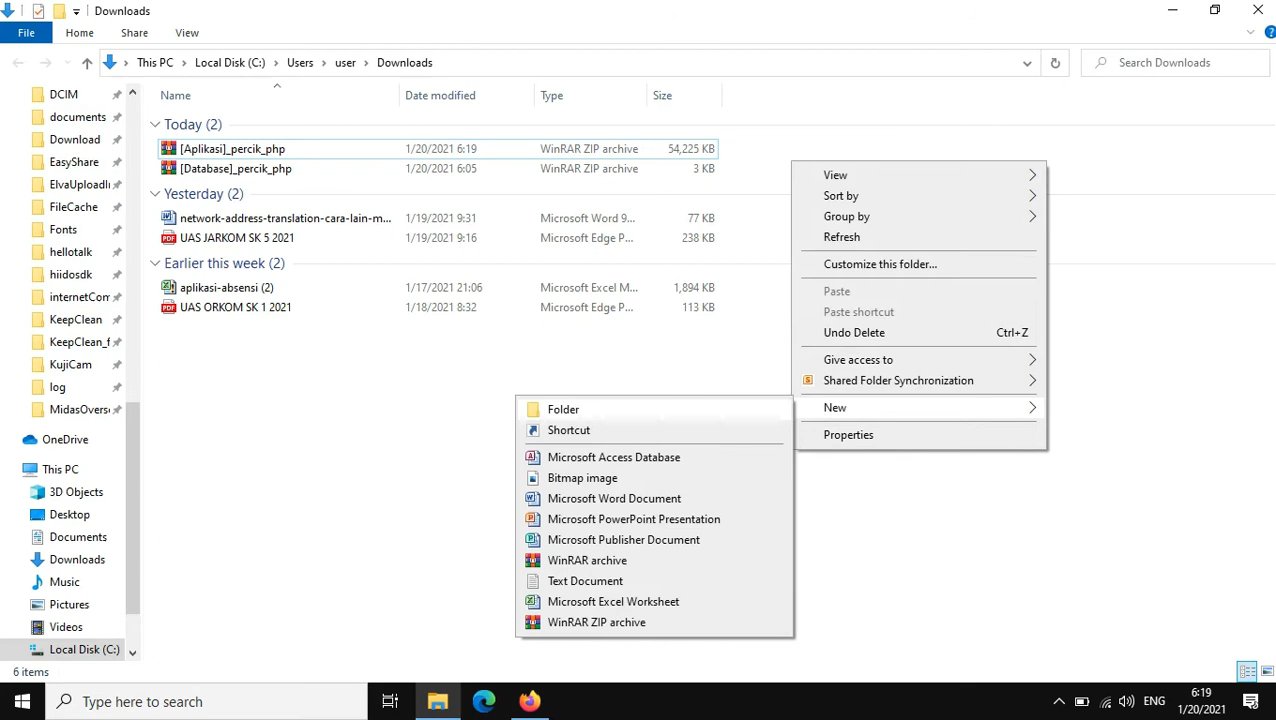 Downloads
File Home Share View
This PC Local Disk (C:) Users user Downloads Search Downloads
Name Date modified Type Size
DCIM
documents
Download
EasyShare
ElvaUploadIn
FileCache
Fonts
hellotalk
hiidosdk
internetCom
KeepClean
KeepClean_f
KujiCam
log
MidasOverse
OneDrive
This PC
3D Objects
Desktop
Documents
Downloads
Music
Pictures
Videos
Local Disk (C:)
Today (2)
[Aplikasi]_percik_php 1/20/2021 6:19 WinRAR ZIP archive 54,225 KB
[Database]_percik_php 1/20/2021 6:05 WinRAR ZIP archive 3 KB
Yesterday (2)
network-address-translation-cara-lain-m... 1/19/2021 9:31 Microsoft Word 9... 77 KB
UAS JARKOM SK 5 2021 1/19/2021 9:16 Microsoft Edge P... 238 KB
Earlier this week (2)
aplikasi-absensi (2) 1/17/2021 21:06 Microsoft Excel M... 1,894 KB
UAS ORKOM SK 1 2021 1/18/2021 8:32 Microsoft Edge P... 113 KB
View
Sort by
Group by
Refresh
Customize this folder...
Paste
Paste shortcut
Undo Delete Ctrl+Z
Give access to
Shared Folder Synchronization
New
Properties
Folder
Shortcut
Microsoft Access Database
Bitmap image
Microsoft Word Document
Microsoft PowerPoint Presentation
Microsoft Publisher Document
WinRAR archive
Text Document
Microsoft Excel Worksheet
WinRAR ZIP archive
6 items
Type here to search
ENG
6:19
1/20/2021